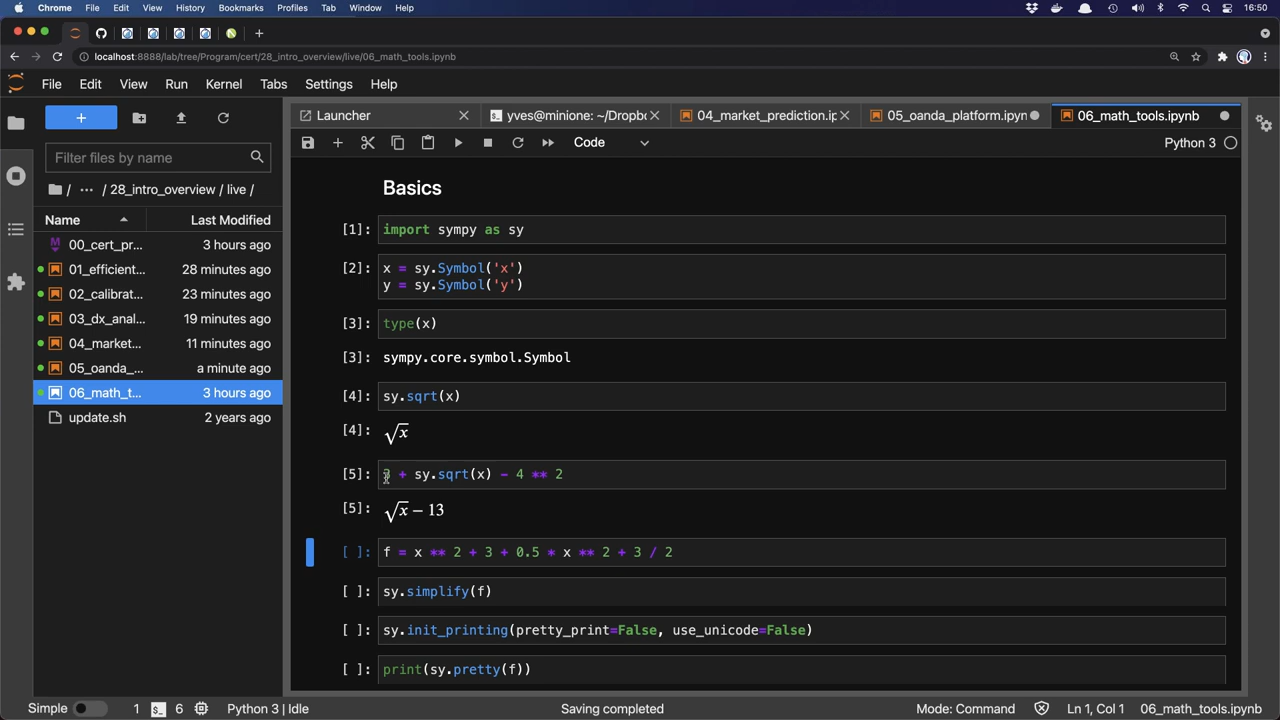 Chrome File Edit View History Bookmarks Profiles Tab Window Help 16:50
localhost:8888/lab/tree/Program/cert/28_intro_overview/live/06_math_tools.ipynb
File Edit View Run Kernel Tabs Settings Help
Launcher yves@minione: ~/Dropbc 04_market_prediction.ip 05_oanda_platform.ipyn 06_math_tools.ipynb
Code Python 3
Filter files by name
/ ... / 28_intro_overview / live /
Name Last Modified
00_cert_pr... 3 hours ago
01_efficient... 28 minutes ago
02_calibrat... 23 minutes ago
03_dx_anal... 19 minutes ago
04_market... 11 minutes ago
05_oanda_... a minute ago
06_math_t... 3 hours ago
update.sh 2 years ago
Basics
[1]: import sympy as sy
[2]: x = sy.Symbol('x')
y = sy.Symbol('y')
[3]: type(x)
[3]: sympy.core.symbol.Symbol
[4]: sy.sqrt(x)
[4]: √x
[5]: 3 + sy.sqrt(x) - 4 ** 2
[5]: √x − 13
[ ]: f = x ** 2 + 3 + 0.5 * x ** 2 + 3 / 2
[ ]: sy.simplify(f)
[ ]: sy.init_printing(pretty_print=False, use_unicode=False)
[ ]: print(sy.pretty(f))
Simple 1 6 Python 3 | Idle Saving completed Mode: Command Ln 1, Col 1 06_math_tools.ipynb